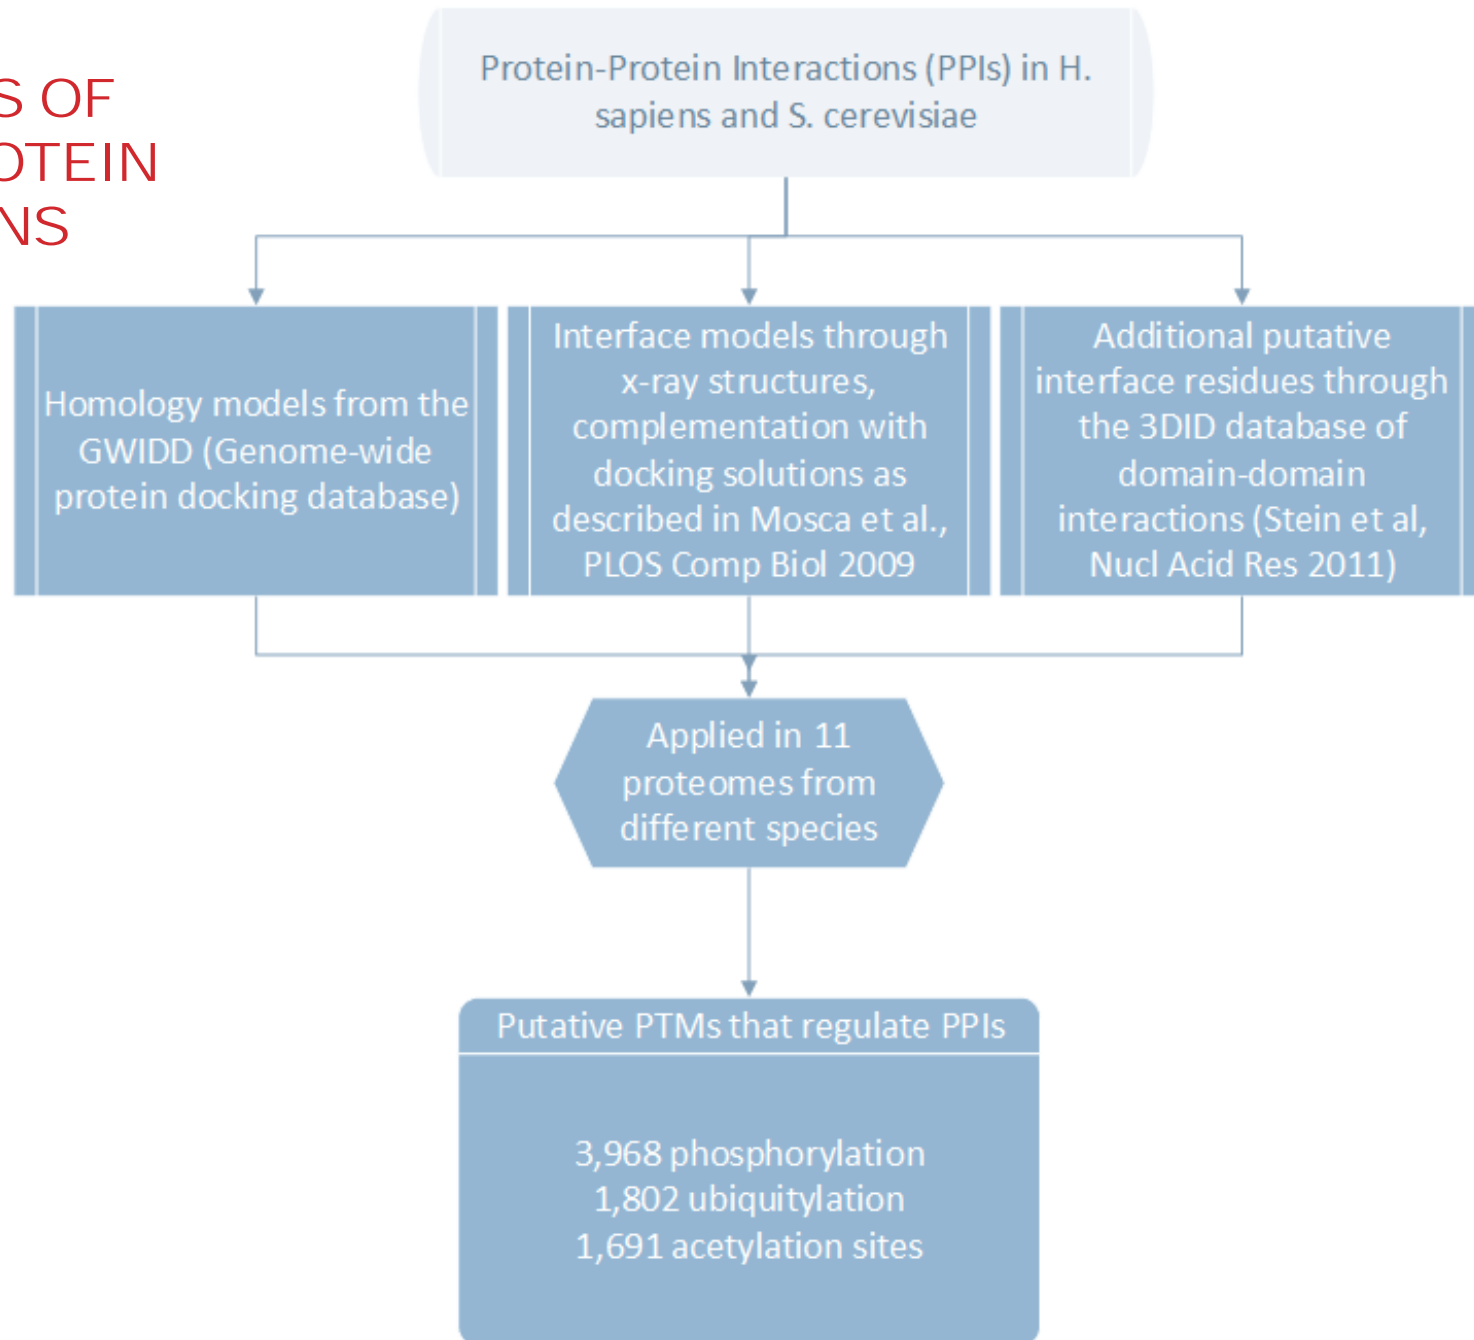 S OF
OTEIN
NS
Protein-Protein Interactions (PPIs) in H.
sapiens and S. cerevisiae
Homology models from the
GWIDD (Genome-wide
protein docking database)
Interface models through
x-ray structures,
complementation with
docking solutions as
described in Mosca et al.,
PLOS Comp Biol 2009
Additional putative
interface residues through
the 3DID database of
domain-domain
interactions (Stein et al,
Nucl Acid Res 2011)
Applied in 11
proteomes from
different species
Putative PTMs that regulate PPIs
3,968 phosphorylation
1,802 ubiquitylation
1,691 acetylation sites